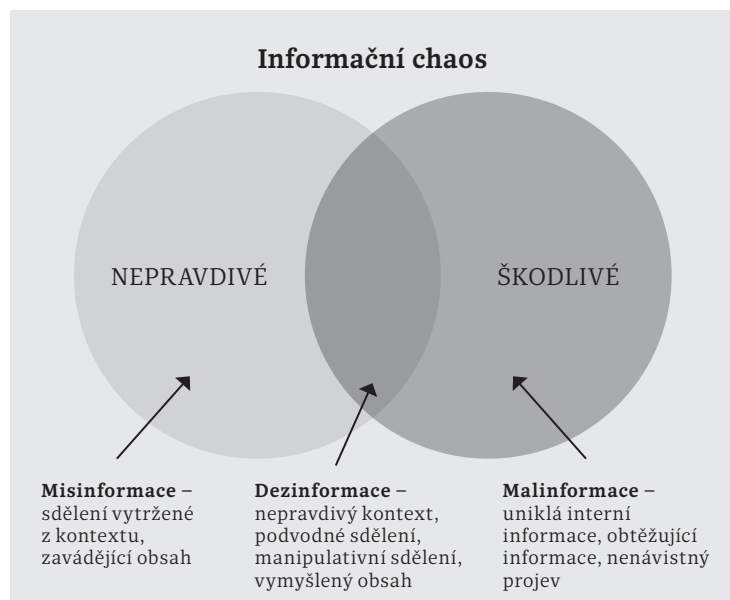 Informační chaos
NEPRAVDIVÉ
ŠKODLIVÉ
Misinformace –
sdělení vytržené
z kontextu,
zavádějící obsah
Dezinformace –
nepravdivý kontext,
podvodné sdělení,
manipulativní sdělení,
vymyšlený obsah
Malinformace –
uniklá interní
informace, obtěžující
informace, nenávistný
projev